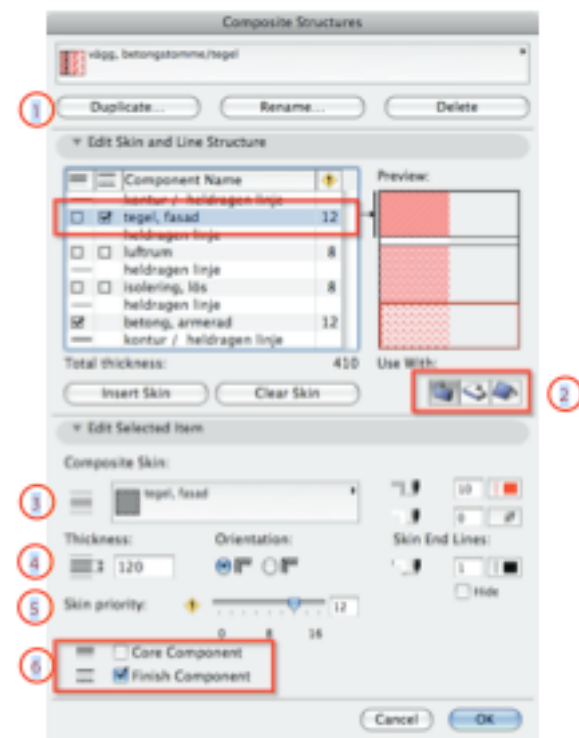 Composite Structures
vägg, betongstomme/tegel
1
Duplicate... Rename... Delete
Edit Skin and Line Structure
Component Name Preview:
kontur / heldragen linje
tegel, fasad 12
heldragen linje
luftrum 8
heldragen linje
isolering, lös 8
heldragen linje
betong, armerad 12
kontur / heldragen linje
Total thickness: 410 Use With:
Insert Skin Clear Skin
2
Edit Selected Item
Composite Skin:
3
tegel, fasad 10
0
Thickness: Orientation: Skin End Lines:
4
120 1
Hide
5
Skin priority: 12
0 8 16
6
Core Component
Finish Component
Cancel OK